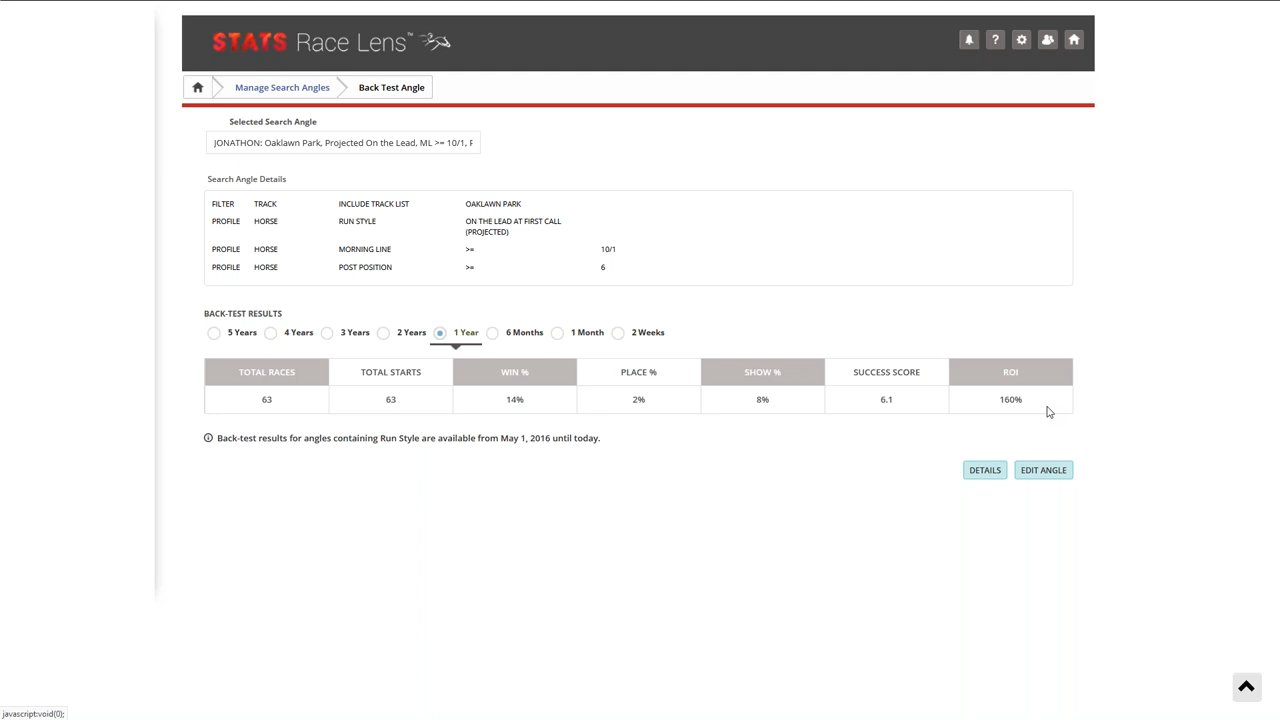 STATS Race Lens™
Manage Search Angles
Back Test Angle
Selected Search Angle
JONATHON: Oaklawn Park, Projected On the Lead, ML >= 10/1, F
Search Angle Details
FILTER TRACK INCLUDE TRACK LIST OAKLAWN PARK
PROFILE HORSE RUN STYLE ON THE LEAD AT FIRST CALL
(PROJECTED)
PROFILE HORSE MORNING LINE >= 10/1
PROFILE HORSE POST POSITION >= 6
BACK-TEST RESULTS
5 Years 4 Years 3 Years 2 Years 1 Year 6 Months 1 Month 2 Weeks
TOTAL RACES TOTAL STARTS WIN % PLACE % SHOW % SUCCESS SCORE ROI
63 63 14% 2% 8% 6.1 160%
Back-test results for angles containing Run Style are available from May 1, 2016 until today.
DETAILS EDIT ANGLE
javascript:void(0);